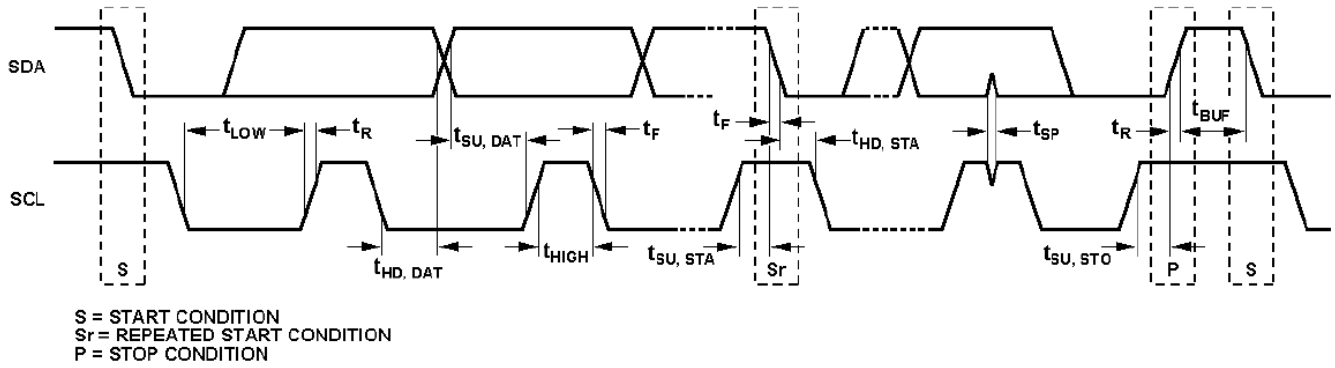 SDA
tLOW
tR
tSU, DAT
tF
tF
tHD, STA
tSP
tR
tBUF
SCL
S
tHD, DAT
tHIGH
tSU, STA
Sr
tSU, STO
P
S
S = START CONDITION
Sr = REPEATED START CONDITION
P = STOP CONDITION